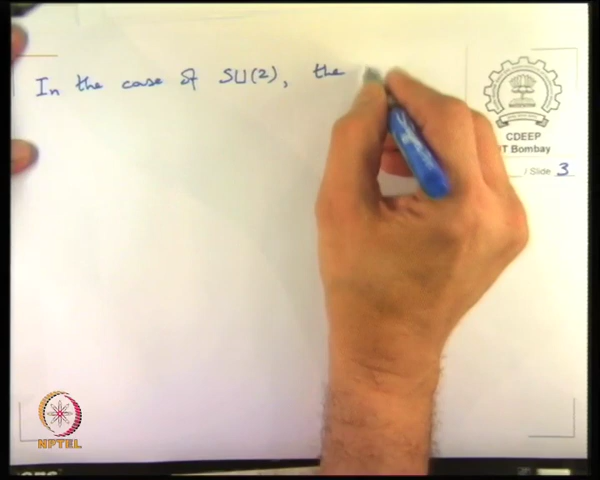 In the case of SU(2), the
CDEEP
IIT Bombay
/ Slide 3
NPTEL